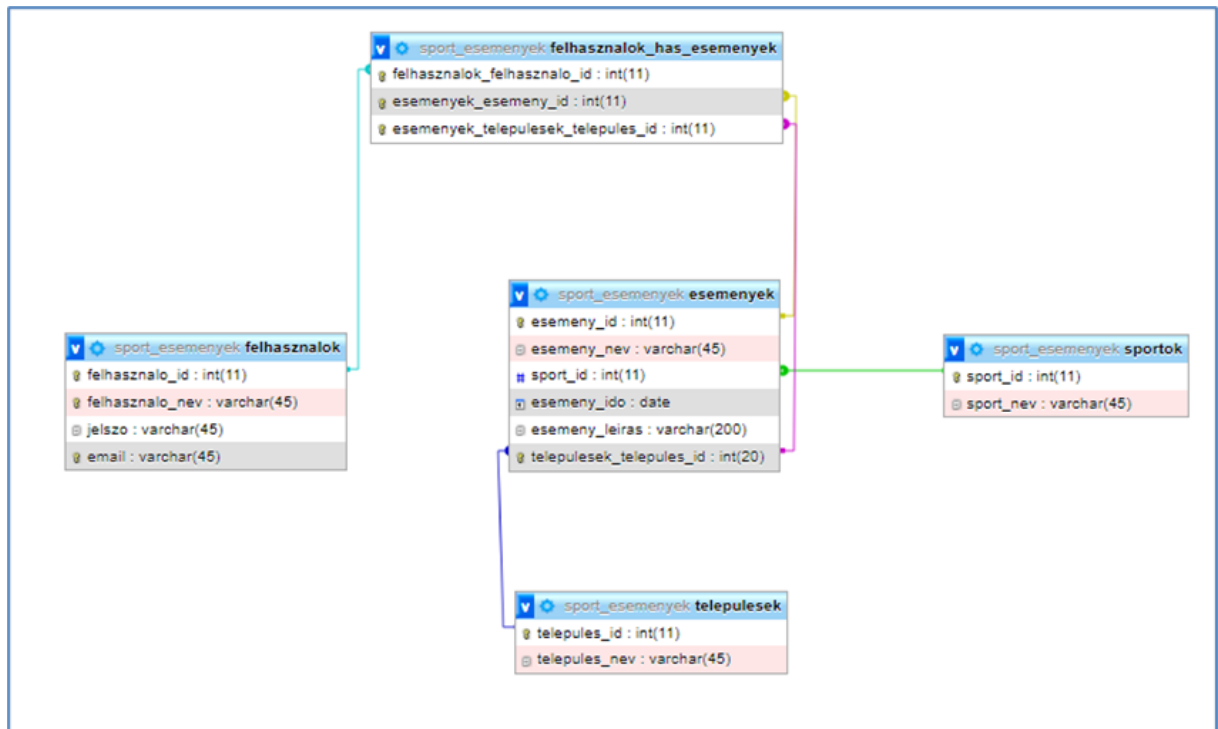 sport_esemenyek felhasznalok_has_esemenyek
felhasznalok_felhasznalo_id : int(11)
esemenyek_esemeny_id : int(11)
esemenyek_telepulesek_telepules_id : int(11)
sport_esemenyek esemenyek
esemeny_id : int(11)
esemeny_nev : varchar(45)
sport_id : int(11)
esemeny_ido : date
esemeny_leiras : varchar(200)
telepulesek_telepules_id : int(20)
sport_esemenyek felhasznalok
felhasznalo_id : int(11)
felhasznalo_nev : varchar(45)
jelszo : varchar(45)
email : varchar(45)
sport_esemenyek sportok
sport_id : int(11)
sport_nev : varchar(45)
sport_esemenyek telepulesek
telepules_id : int(11)
telepules_nev : varchar(45)